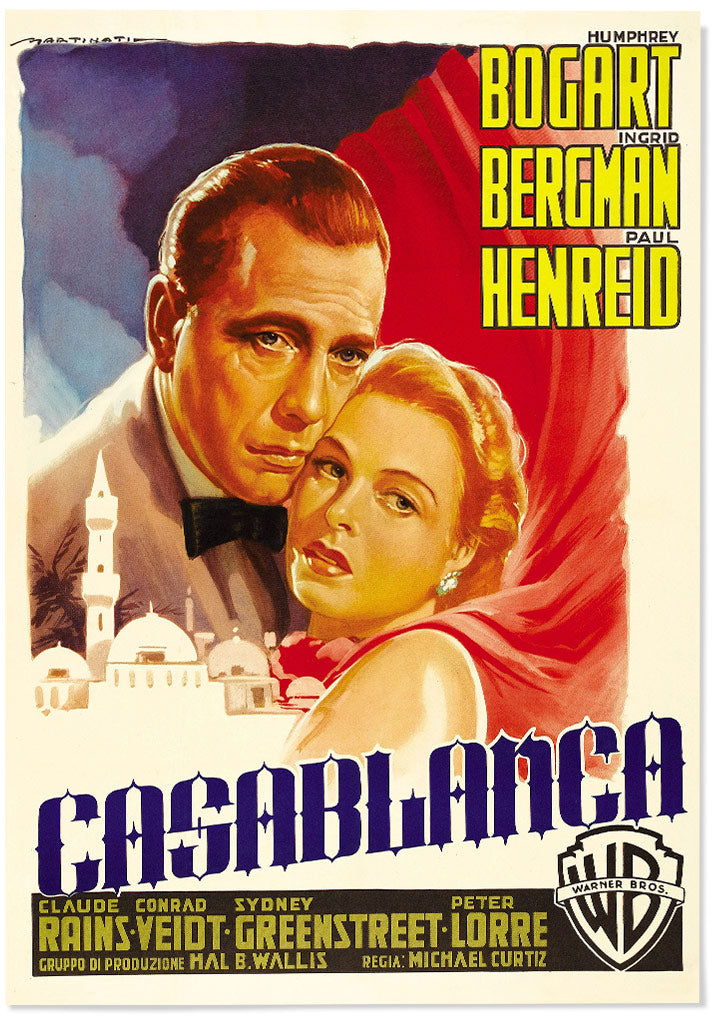 MARTINATI
HUMPHREY
BOGART
INGRID
BERGMAN
PAUL
HENREID
CASABLANCA
CLAUDE CONRAD SYDNEY PETER
RAINS·VEIDT·GREENSTREET·LORRE
GRUPPO DI PRODUZIONE HAL B. WALLIS REGIA: MICHAEL CURTIZ
WB
WARNER BROS.